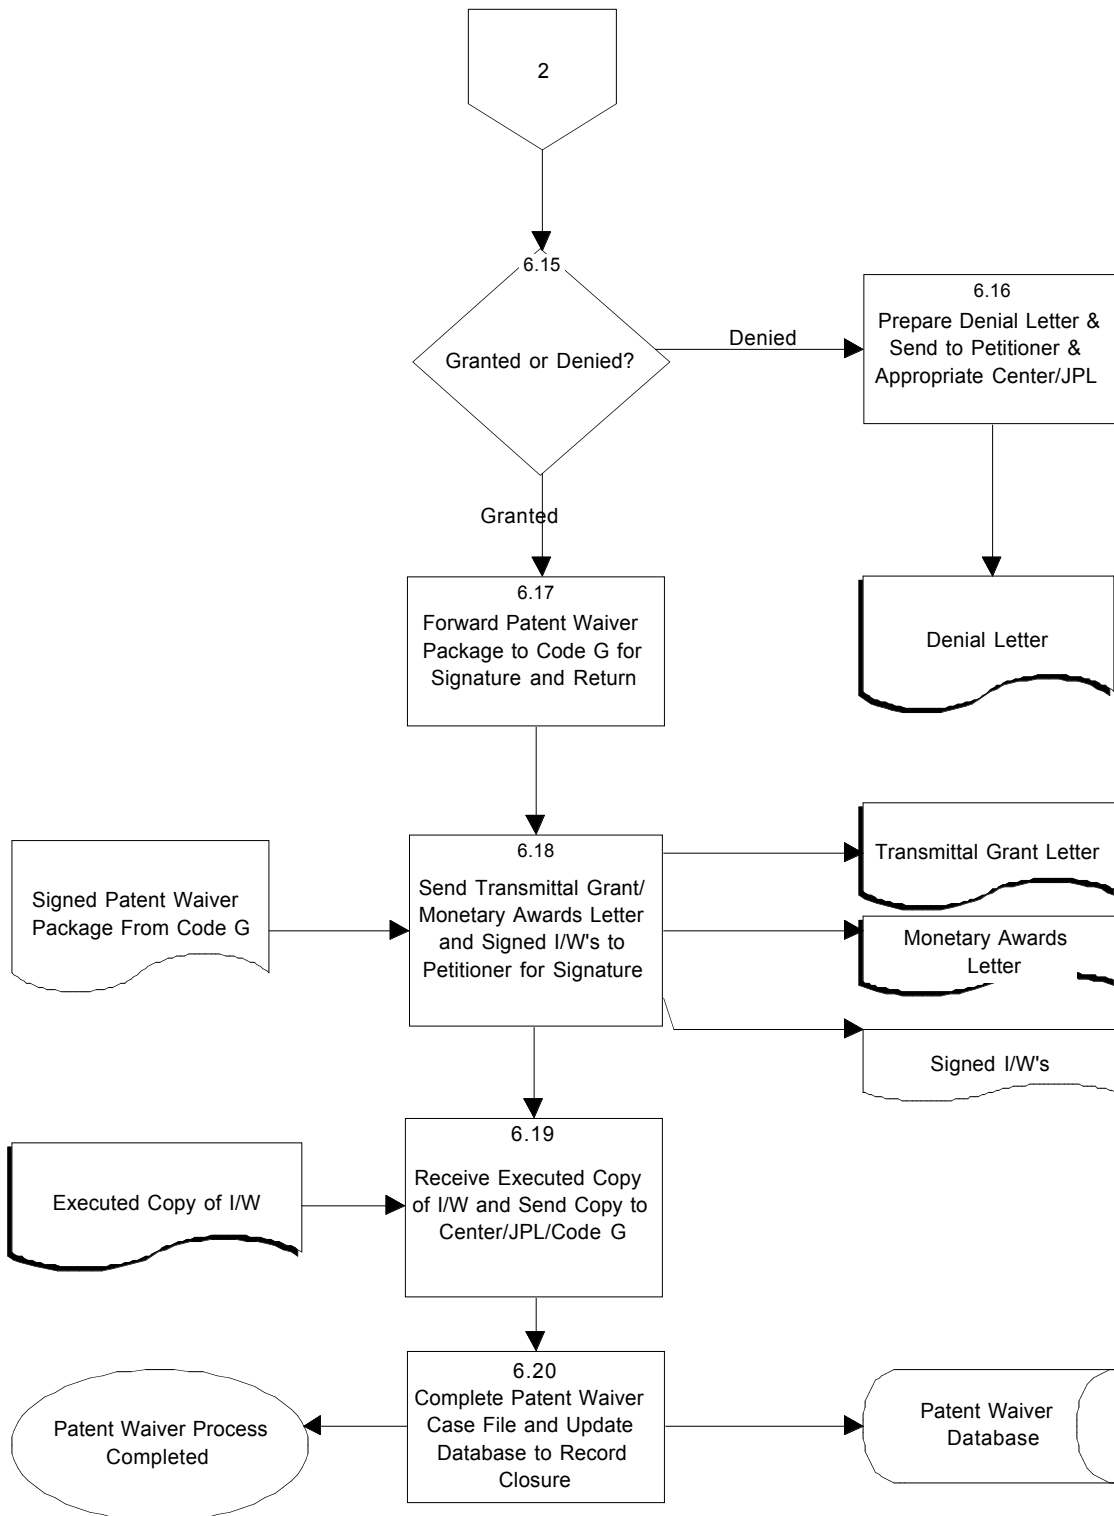 2
6.15
Granted or Denied?
Denied
6.16
Prepare Denial Letter &
Send to Petitioner &
Appropriate Center/JPL
Granted
6.17
Forward Patent Waiver
Package to Code G for
Signature and Return
Denial Letter
Signed Patent Waiver
Package From Code G
6.18
Send Transmittal Grant/
Monetary Awards Letter
and Signed I/W's to
Petitioner for Signature
Transmittal Grant Letter
Monetary Awards
Letter
Signed I/W's
Executed Copy of I/W
6.19
Receive Executed Copy
of I/W and Send Copy to
Center/JPL/Code G
Patent Waiver Process
Completed
6.20
Complete Patent Waiver
Case File and Update
Database to Record
Closure
Patent Waiver
Database